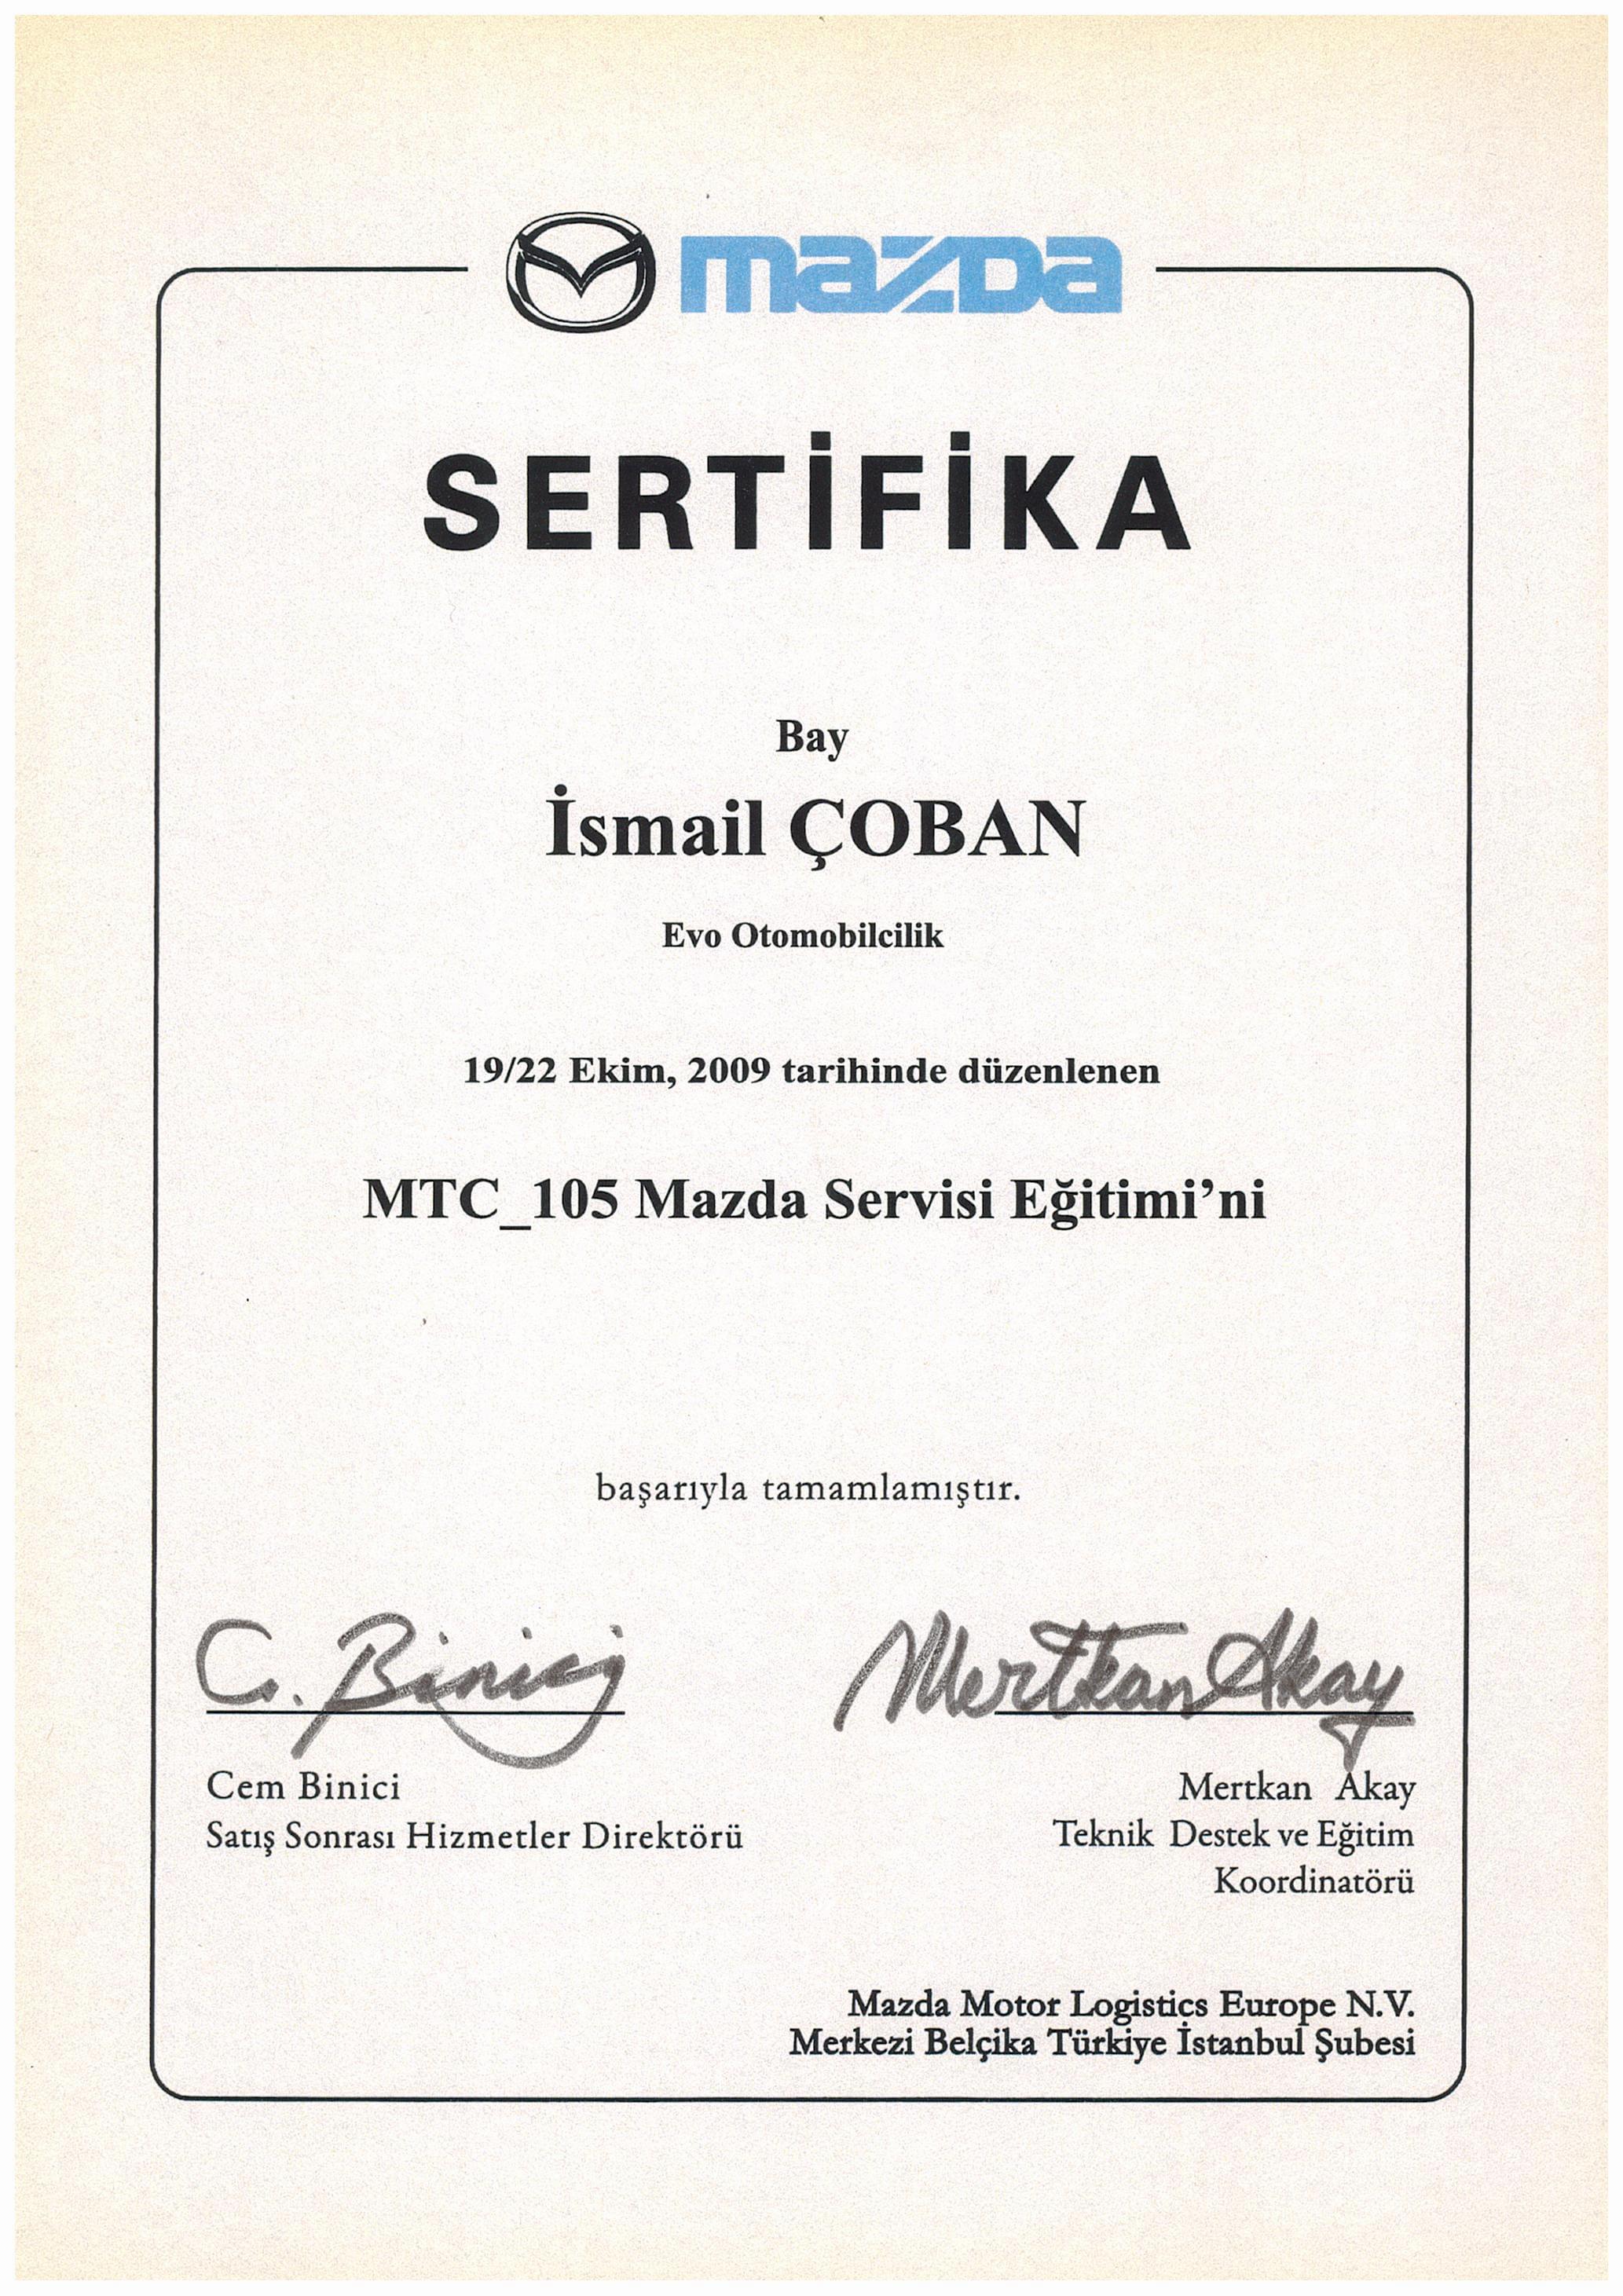 mazda
SERTİFİKA
Bay
İsmail ÇOBAN
Evo Otomobilcilik
19/22 Ekim, 2009 tarihinde düzenlenen
MTC_105 Mazda Servisi Eğitimi’ni
başarıyla tamamlamıştır.
C. Binici
Mertkan Akay
Cem Binici
Satış Sonrası Hizmetler Direktörü
Mertkan Akay
Teknik Destek ve Eğitim
Koordinatörü
Mazda Motor Logistics Europe N.V.
Merkezi Belçika Türkiye İstanbul Şubesi